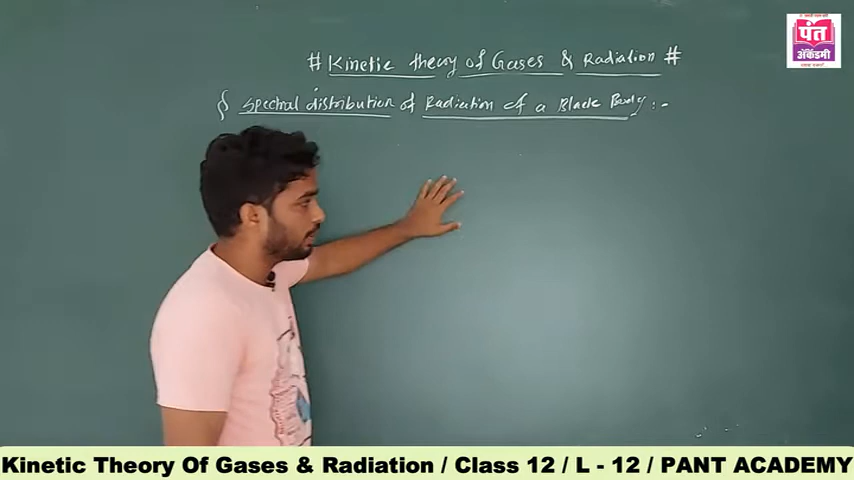 # Kinetic theory of Gases & Radiation #
पंत
अ‍ॅकॅडमी
§ Spectral distribution of Radiation of a Black Body :-
Kinetic Theory Of Gases & Radiation / Class 12 / L - 12 / PANT ACADEMY